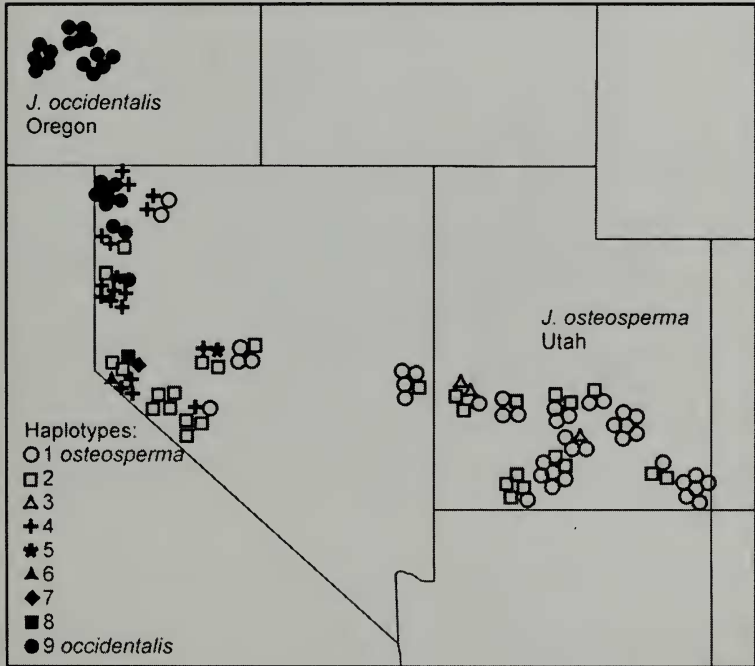 J. occidentalis
Oregon
J. osteosperma
Utah
Haplotypes:
1 osteosperma
2
3
4
5
6
7
8
9 occidentalis